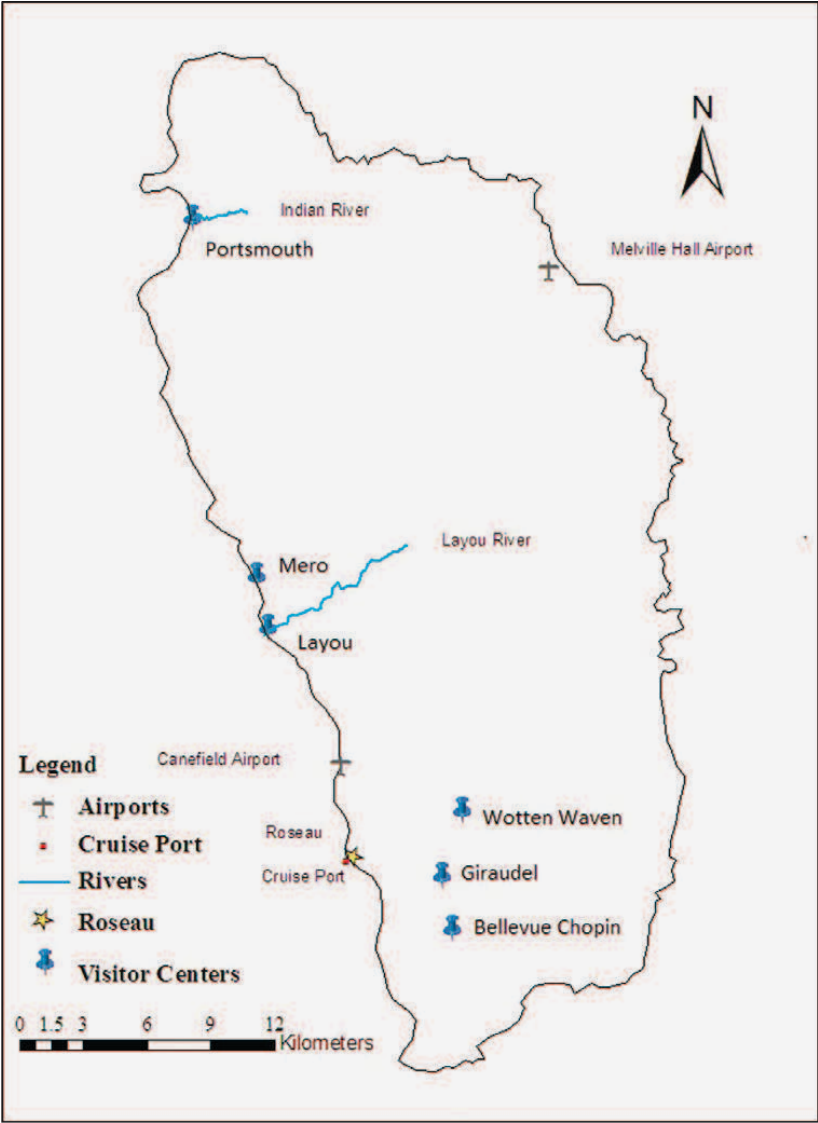 N
Indian River
Portsmouth
Melville Hall Airport
Layou River
Mero
Layou
Canefield Airport
Roseau
Cruise Port
Wotten Waven
Giraudel
Bellevue Chopin
Legend
Airports
Cruise Port
Rivers
Roseau
Visitor Centers
0 1.5 3 6 9 12
Kilometers